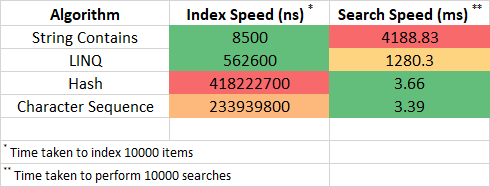 Algorithm Index Speed (ns) * Search Speed (ms) **
String Contains 8500 4188.83
LINQ 562600 1280.3
Hash 418222700 3.66
Character Sequence 233939800 3.39
* Time taken to index 10000 items
** Time taken to perform 10000 searches